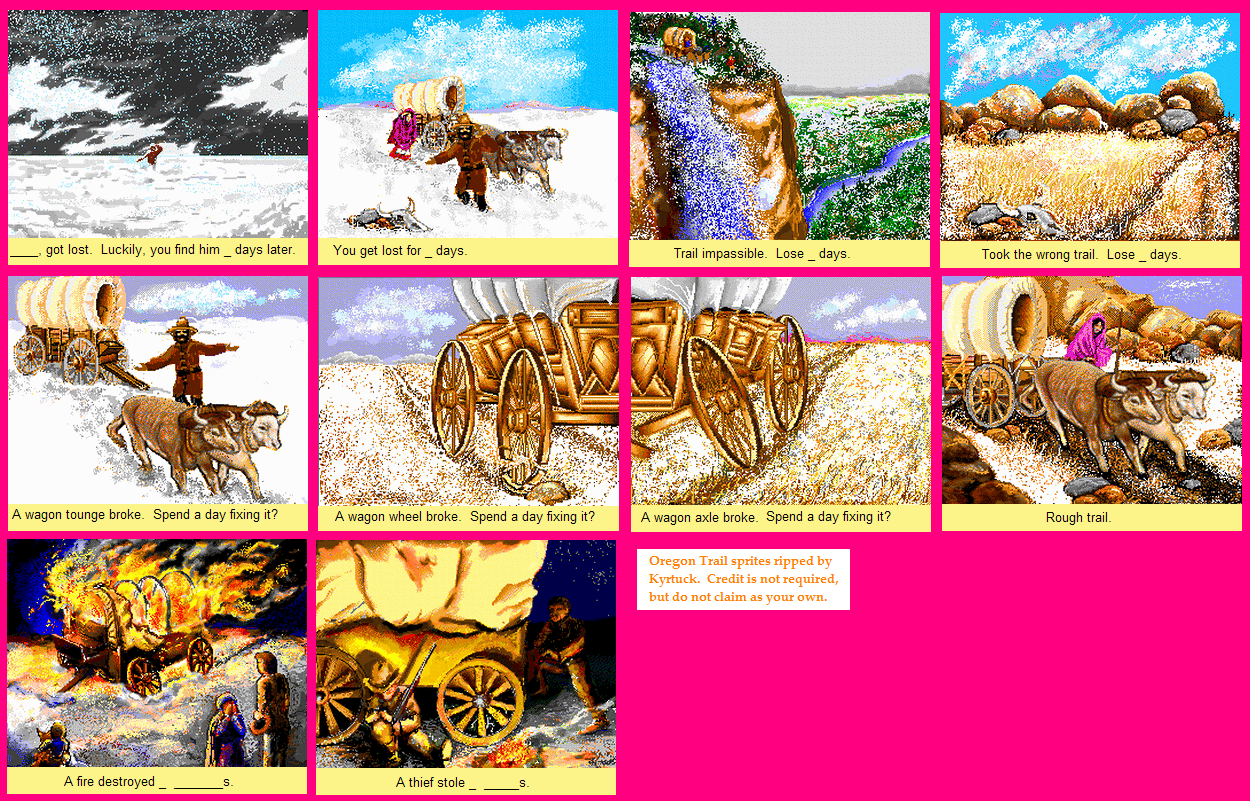 ____, got lost.  Luckily, you find him _ days later.
You get lost for _ days.
Trail impassible.  Lose _ days.
Took the wrong trail.  Lose _ days.
A wagon tounge broke.  Spend a day fixing it?
A wagon wheel broke.  Spend a day fixing it?
A wagon axle broke.  Spend a day fixing it?
Rough trail.
A fire destroyed _  _______s.
A thief stole _  _____s.
Oregon Trail sprites ripped by
Kyrtuck.  Credit is not required,
but do not claim as your own.